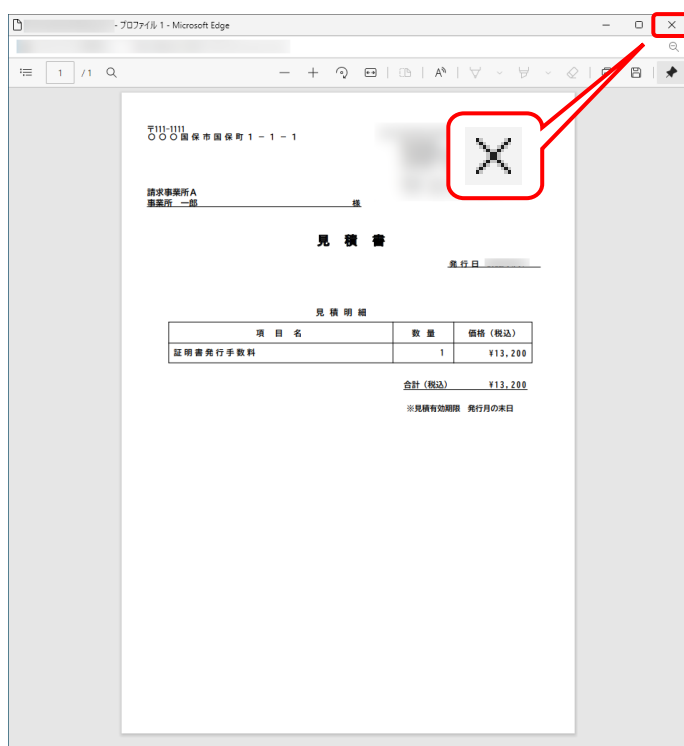 - プロファイル 1 - Microsoft Edge
1 / 1
〒111-1111
〇〇〇国保市国保町1－1－1
請求事業所A
事業所　一郎　様
見　積　書
発行日
見積明細
項　目　名　数　量　価格（税込）
証明書発行手数料　1　¥13,200
合計（税込）　¥13,200
※見積有効期限　発行月の末日